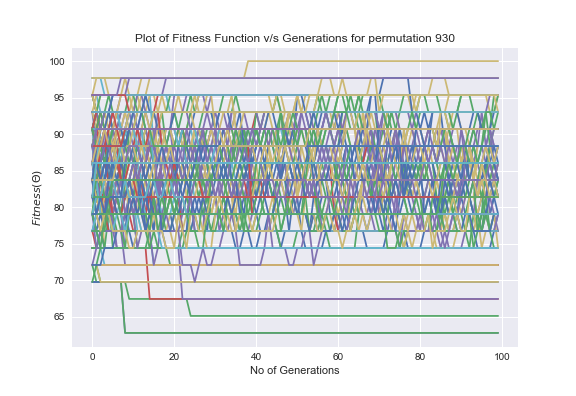 Plot of Fitness Function v/s Generations for permutation 930
100
95
90
85
80
75
70
65
Fitness(Θ)
0 20 40 60 80 100
No of Generations